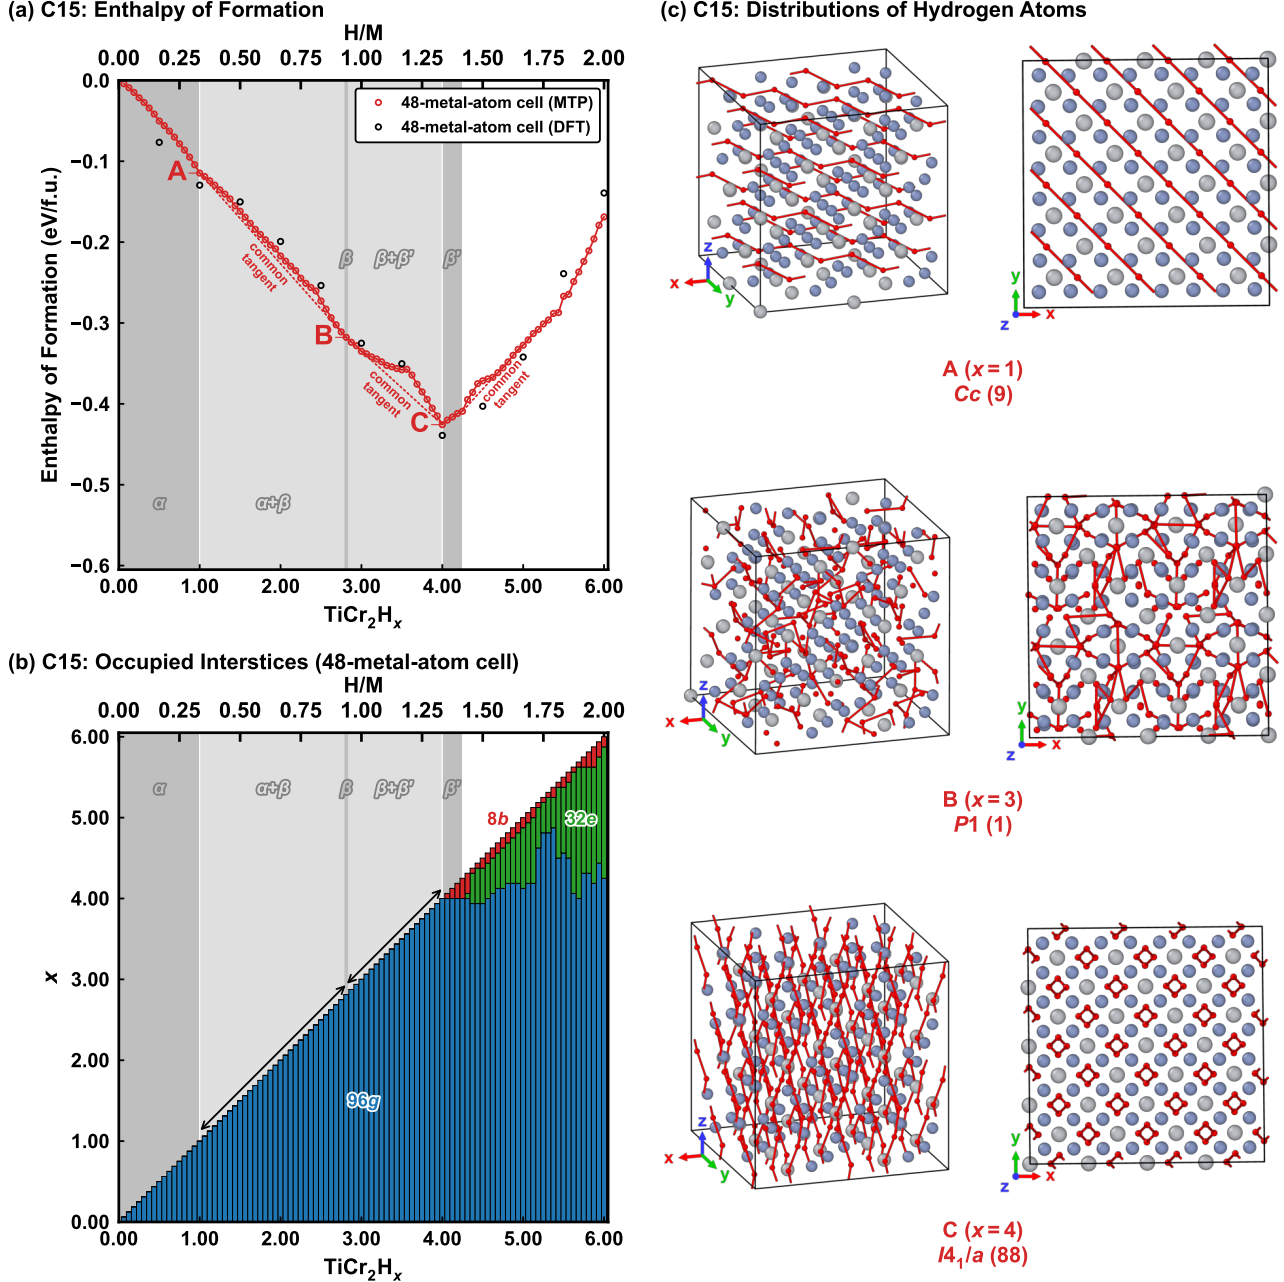 (a) C15: Enthalpy of Formation
H/M
0.00 0.25 0.50 0.75 1.00 1.25 1.50 1.75 2.00
0.0
−0.1
−0.2
−0.3
−0.4
−0.5
−0.6
Enthalpy of Formation (eV/f.u.)
48-metal-atom cell (MTP)
48-metal-atom cell (DFT)
A
B
C
common
tangent
common
tangent
common
tangent
β β+β' β'
α α+β
0.00 1.00 2.00 3.00 4.00 5.00 6.00
TiCr2Hx
(b) C15: Occupied Interstices (48-metal-atom cell)
H/M
0.00 0.25 0.50 0.75 1.00 1.25 1.50 1.75 2.00
6.00
5.00
4.00
3.00
2.00
1.00
0.00
x
α α+β β β+β' β'
8b
32e
96g
0.00 1.00 2.00 3.00 4.00 5.00 6.00
TiCr2Hx
(c) C15: Distributions of Hydrogen Atoms
z
x
y
y
z
x
A (x = 1)
Cc (9)
z
x
y
y
z
x
B (x = 3)
P1 (1)
z
x
y
y
z
x
C (x = 4)
I41/a (88)